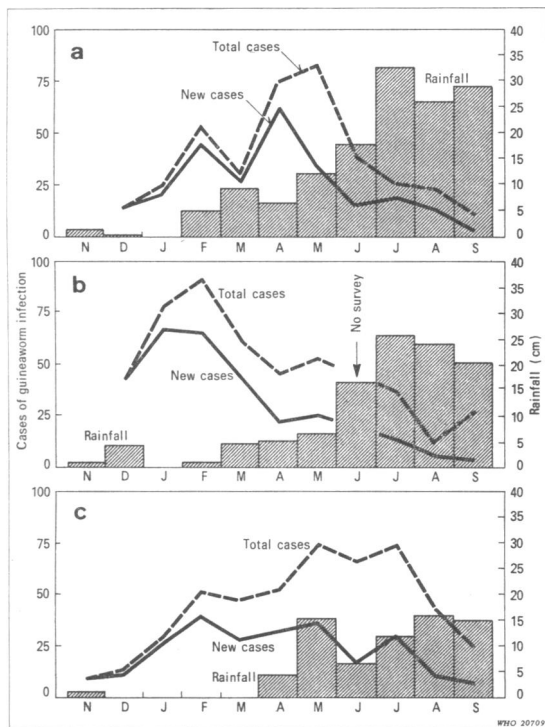 Cases of guineaworm infection
Rainfall (cm)
a
100
75
50
25
0
Total cases
New cases
Rainfall
40
35
30
25
20
15
10
5
0
N D J F M A M J J A S
b
100
75
50
25
0
Total cases
New cases
Rainfall
No survey
40
35
30
25
20
15
10
5
0
N D J F M A M J J A S
c
100
75
50
25
0
Total cases
New cases
Rainfall
40
35
30
25
20
15
10
5
0
N D J F M A M J J A S
WHO 20709